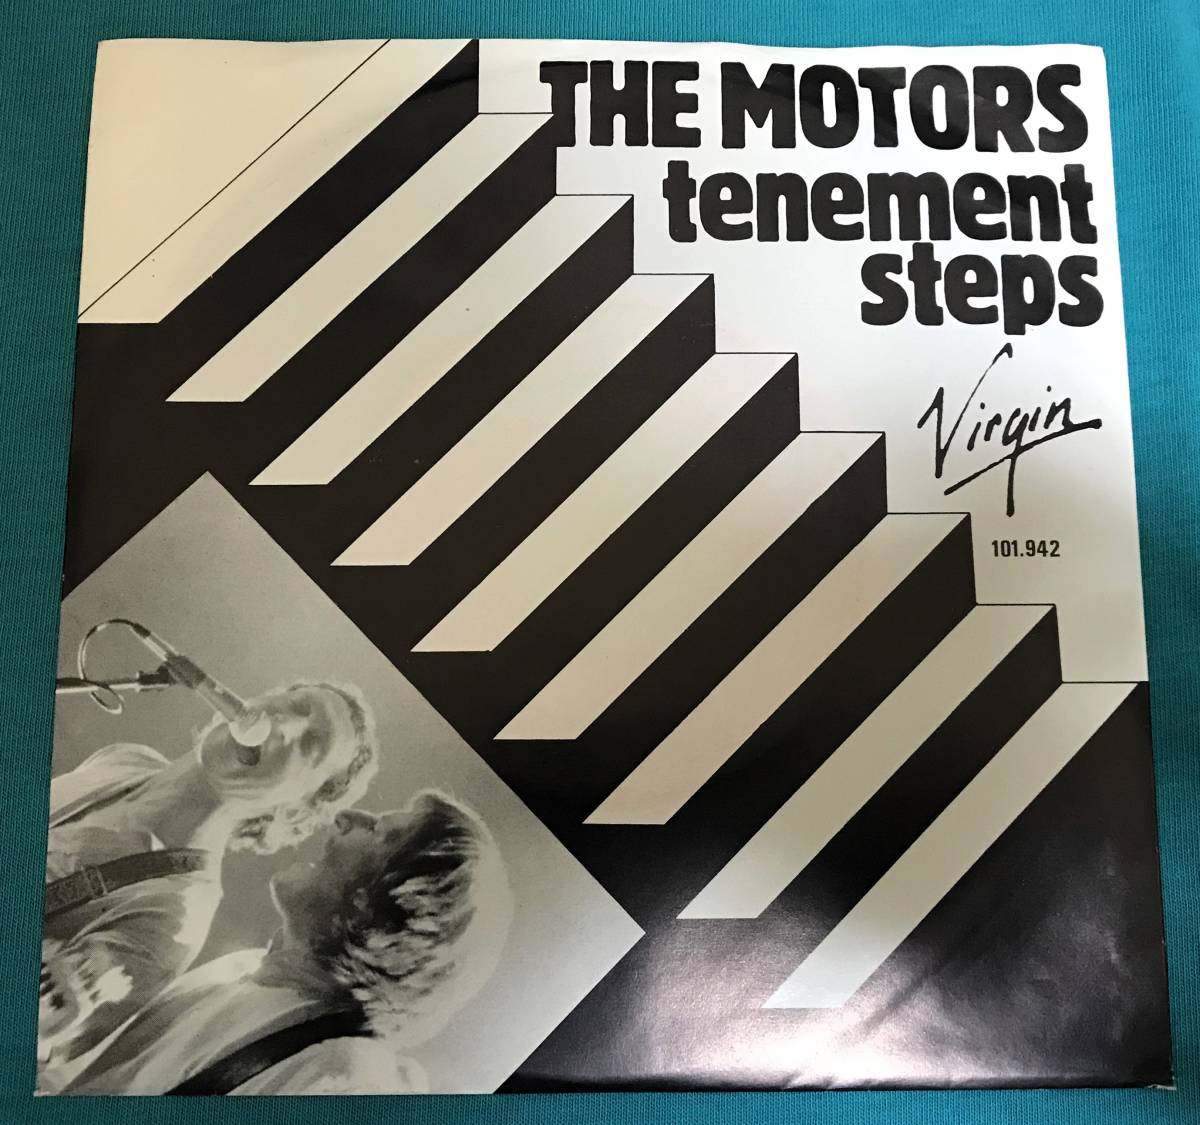 THE MOTORS
tenement
steps
Virgin
101.942